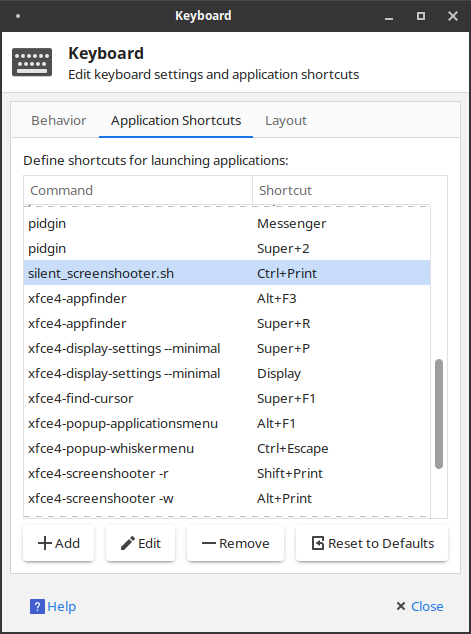 Keyboard
Keyboard
Edit keyboard settings and application shortcuts
Behavior Application Shortcuts Layout
Define shortcuts for launching applications:
Command Shortcut
pidgin Messenger
pidgin Super+2
silent_screenshooter.sh Ctrl+Print
xfce4-appfinder Alt+F3
xfce4-appfinder Super+R
xfce4-display-settings --minimal Super+P
xfce4-display-settings --minimal Display
xfce4-find-cursor Super+F1
xfce4-popup-applicationsmenu Alt+F1
xfce4-popup-whiskermenu Ctrl+Escape
xfce4-screenshooter -r Shift+Print
xfce4-screenshooter -w Alt+Print
Add Edit Remove Reset to Defaults
? Help Close